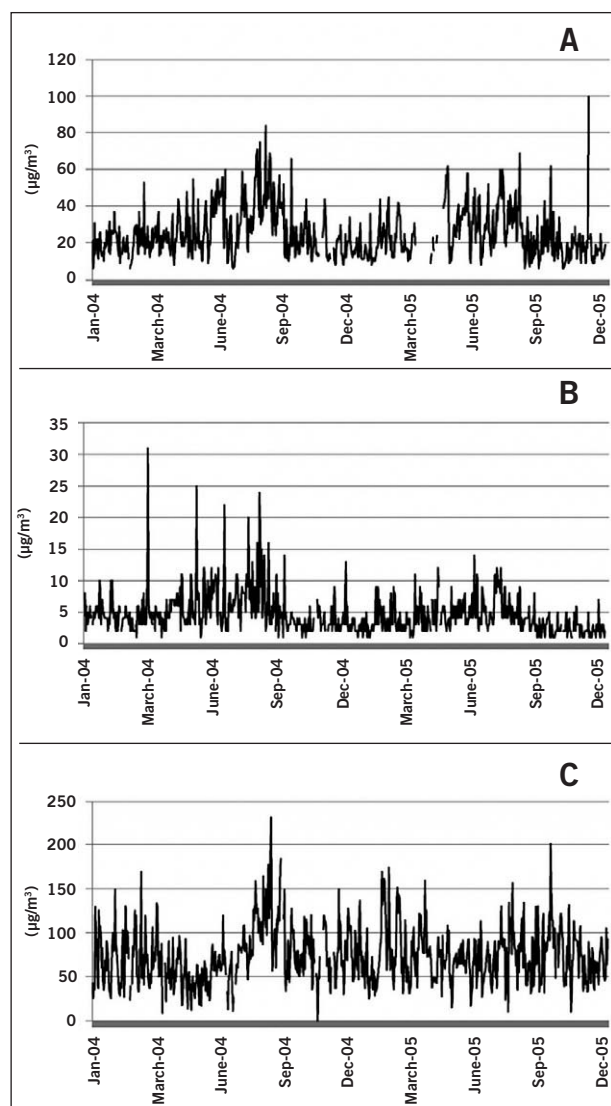 A
(µg/m³)
120
100
80
60
40
20
0
Jan-04
March-04
June-04
Sep-04
Dec-04
March-05
June-05
Sep-05
Dec-05
B
(µg/m³)
35
30
25
20
15
10
5
0
Jan-04
March-04
June-04
Sep-04
Dec-04
March-05
June-05
Sep-05
Dec-05
C
(µg/m³)
250
200
150
100
50
0
Jan-04
March-04
June-04
Sep-04
Dec-04
March-05
June-05
Sep-05
Dec-05